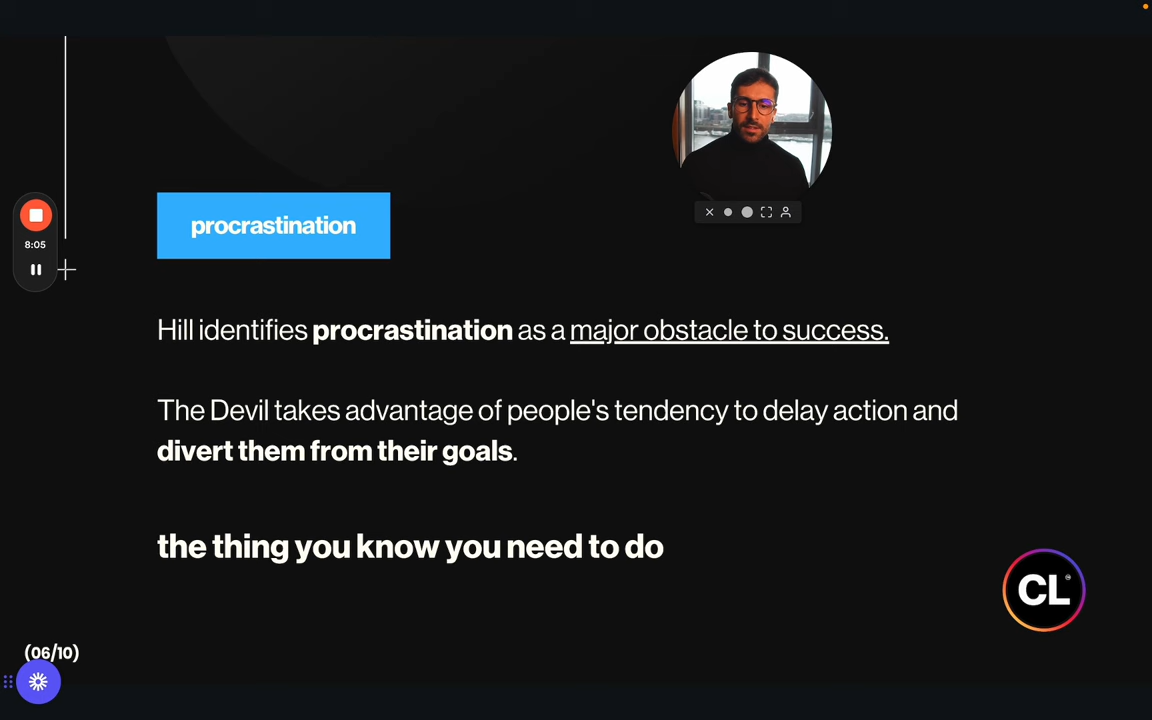 procrastination
8:05
Hill identifies procrastination as a major obstacle to success.
The Devil takes advantage of people's tendency to delay action and
divert them from their goals.
the thing you know you need to do
CL
(06/10)